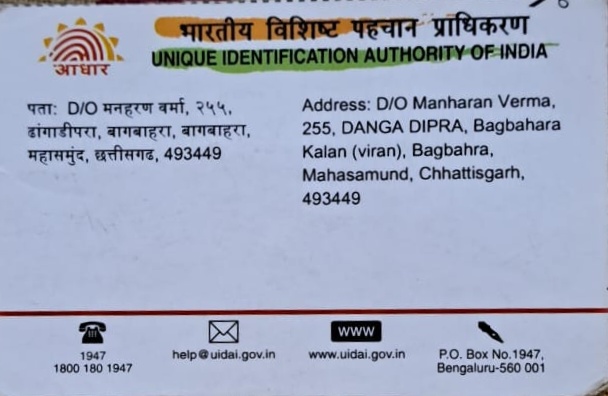 भारतीय विशिष्ट पहचान प्राधिकरण
UNIQUE IDENTIFICATION AUTHORITY OF INDIA
आधार
पता: D/O मनहरण वर्मा, २५५,
ढांगाडीपरा, बागबाहरा, बागबाहरा,
महासमुंद, छत्तीसगढ, 493449
Address: D/O Manharan Verma,
255, DANGA DIPRA, Bagbahara
Kalan (viran), Bagbahra,
Mahasamund, Chhattisgarh,
493449
1947
1800 180 1947
help@uidai.gov.in
WWW
www.uidai.gov.in
P.O. Box No.1947,
Bengaluru-560 001